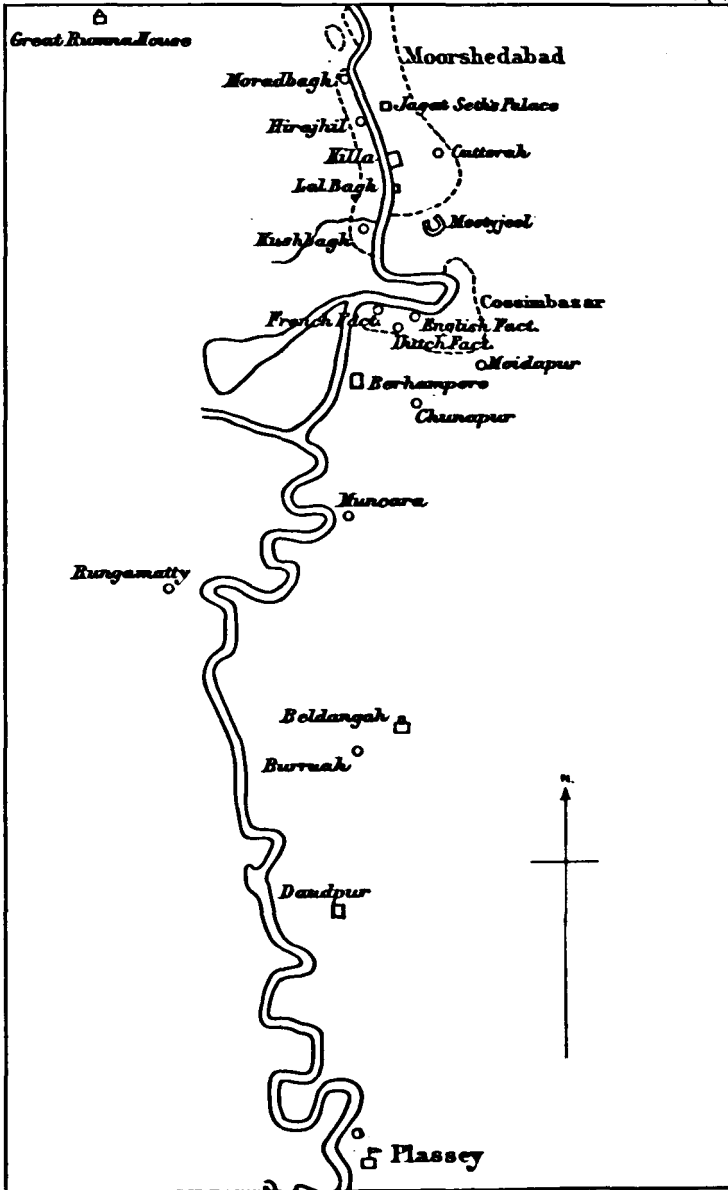 Great Rumna House
Moorshedabad
Moradbagh
Jagat Seth's Palace
Hirajhil
Killa
Cuttorah
Lal Bagh
Mootyjeel
Kushbagh
Cossimbazar
French Fact.
English Fact.
Dutch Fact.
Moidapur
Berhampore
Chunapur
Muncara
Rungamatty
Beldangah
Burruah
N.
Daudpur
Plassey